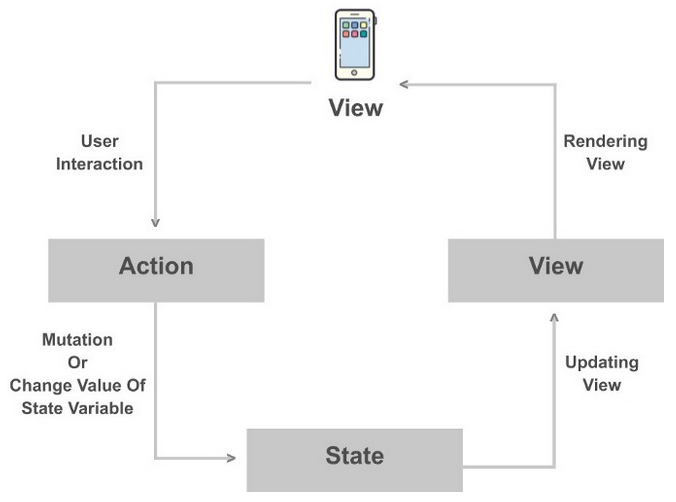 View
User
Interaction
Rendering
View
Action
View
Mutation
Or
Change Value Of
State Variable
Updating
View
State